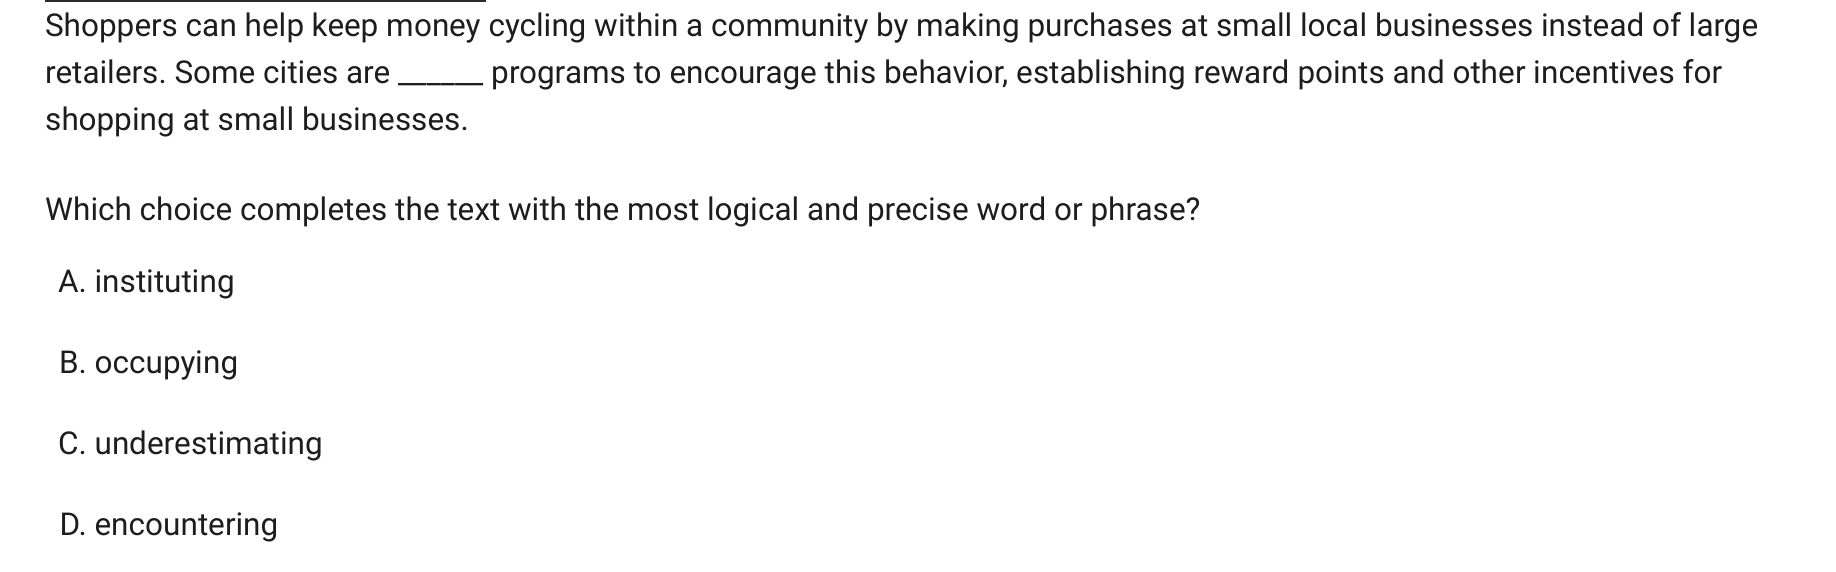 Shoppers can help keep money cycling within a community by making purchases at small local businesses instead of large
retailers. Some cities are ______ programs to encourage this behavior, establishing reward points and other incentives for
shopping at small businesses.
Which choice completes the text with the most logical and precise word or phrase?
A. instituting
B. occupying
C. underestimating
D. encountering